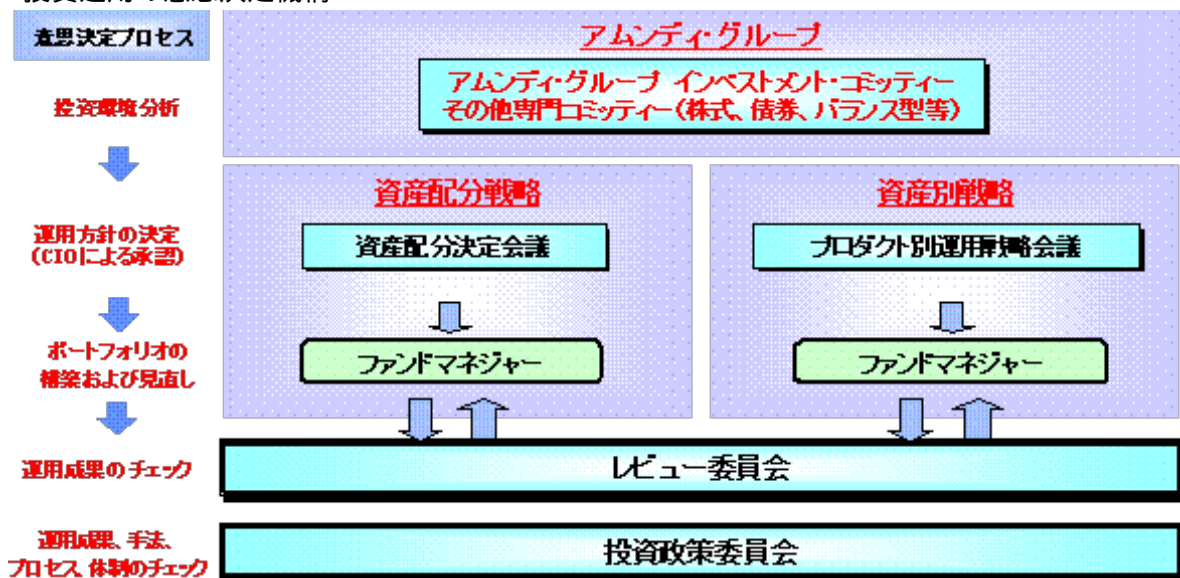 意思決定プロセス
アムンディ・グループ
アムンディ・グループ インベストメント・コミッティー
その他専門コミッティー(株式、債券、バランス型等)
投資環境分析
資産配分戦略
資産別戦略
運用方針の決定
(CIOによる承認)
資産配分決定会議
プロダクト別運用戦略会議
ポートフォリオの
構築および見直し
ファンドマネジャー
ファンドマネジャー
運用成果のチェック
レビュー委員会
運用成果、手法、
プロセス、体制のチェック
投資政策委員会